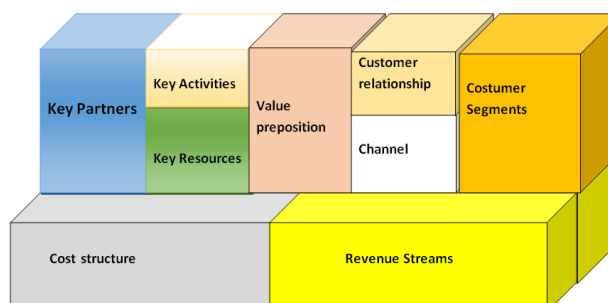 Key Partners
Key Activities
Key Resources
Value
preposition
Customer
relationship
Channel
Costumer
Segments
Cost structure
Revenue Streams